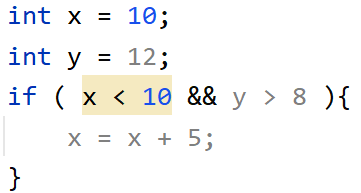 int x = 10;
int y = 12;
if ( x < 10 && y > 8 ){
    x = x + 5;
}